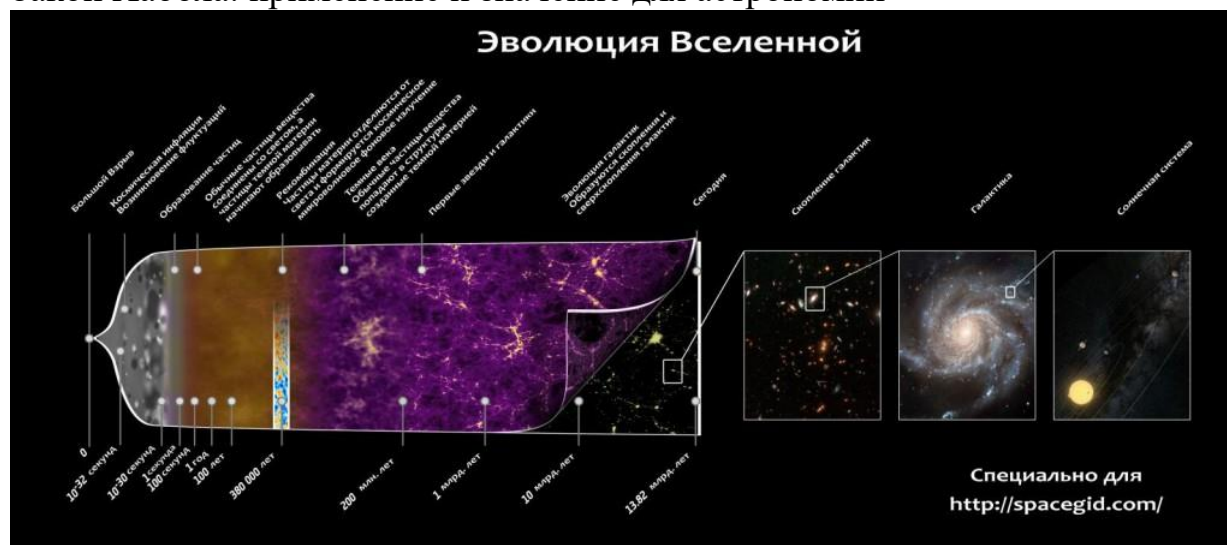 Эволюция Вселенной
Большой Взрыв
Космическая инфляция
Возникновение флуктуаций
Образование частиц
Обычные частицы вещества
соединены со светом, а
частицы темной материи
начинают образовывать
Рекомбинация
Частицы материи отделяются от
света и формируется космическое
микроволновое фоновое излучение
Темные века
Обычные частицы вещества
попадают в структуры
созданные темной материей
Первые звезды и галактики
Эволюция галактик
Образуются скопления и
сверхскопления галактик
Сегодня
Скопление галактик
Галактика
Солнечная система
0
10-32 секунд
10-30 секунд
1 секунда
100 секунд
1 год
100 лет
380 000 лет
200 млн. лет
1 млрд. лет
10 млрд. лет
13.82 млрд. лет
Специально для
http://spacegid.com/